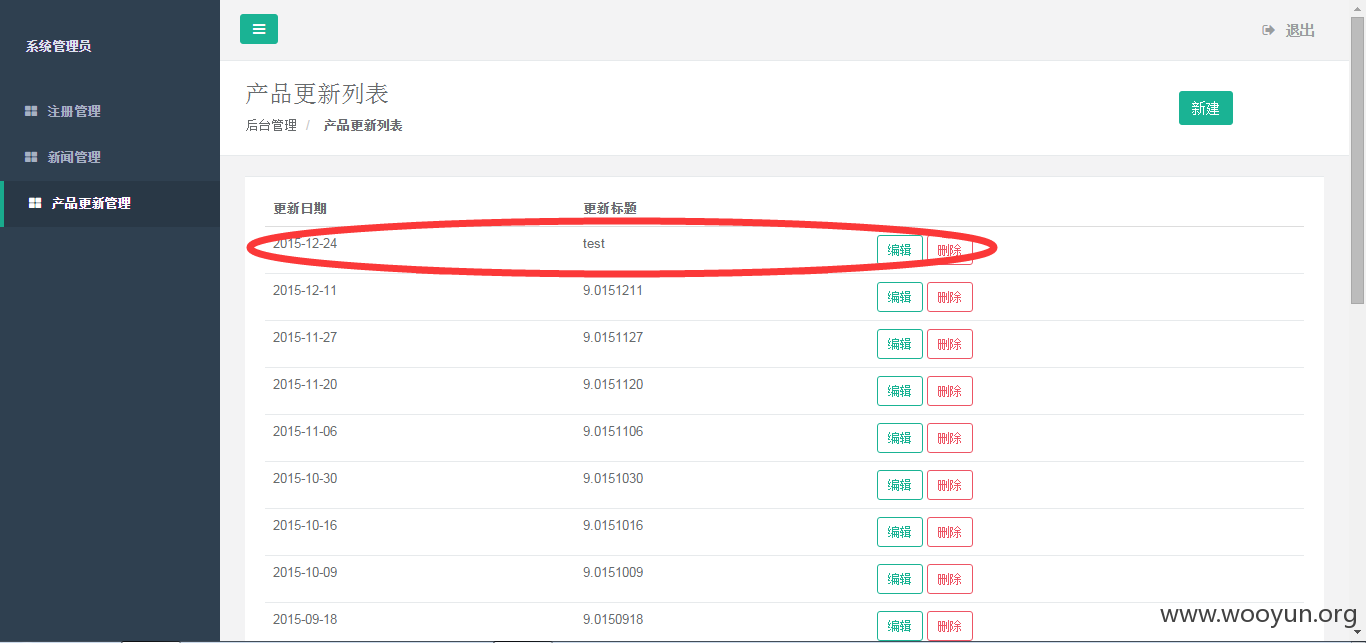 系统管理员
退出
注册管理
新闻管理
产品更新管理
产品更新列表
后台管理 / 产品更新列表
新建
更新日期 更新标题
2015-12-24 test 编辑 删除
2015-12-11 9.0151211 编辑 删除
2015-11-27 9.0151127 编辑 删除
2015-11-20 9.0151120 编辑 删除
2015-11-06 9.0151106 编辑 删除
2015-10-30 9.0151030 编辑 删除
2015-10-16 9.0151016 编辑 删除
2015-10-09 9.0151009 编辑 删除
2015-09-18 9.0150918 编辑 删除
www.wooyun.org